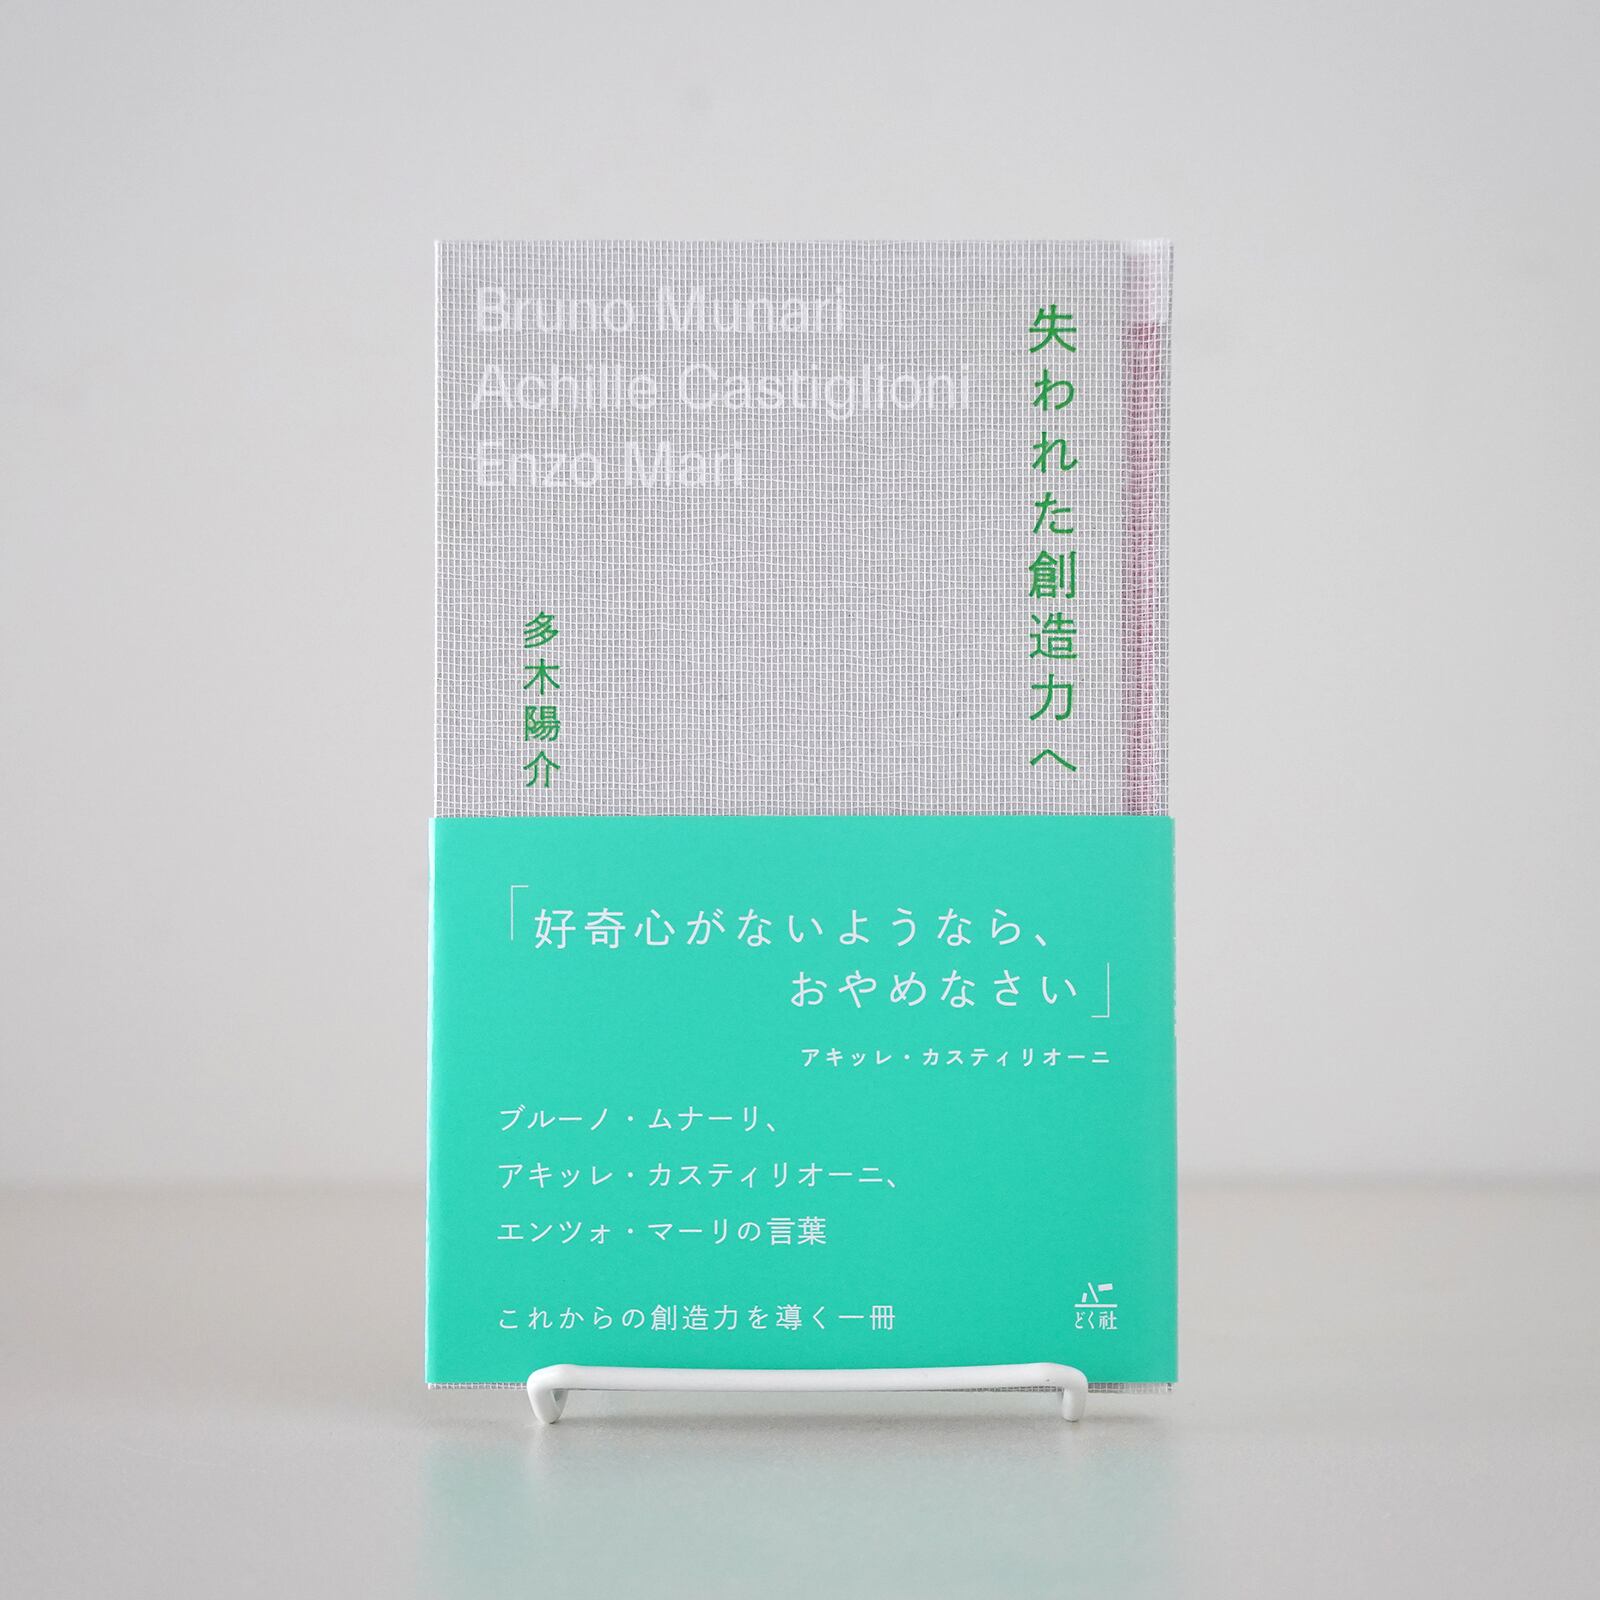 Bruno Munari
Achille Castiglioni
Enzo Mari
失われた創造力へ
多木陽介
「好奇心がないようなら、
おやめなさい」
アキッレ・カスティリオーニ
ブルーノ・ムナーリ、
アキッレ・カスティリオーニ、
エンツォ・マーリの言葉
これからの創造力を導く一冊
どく社